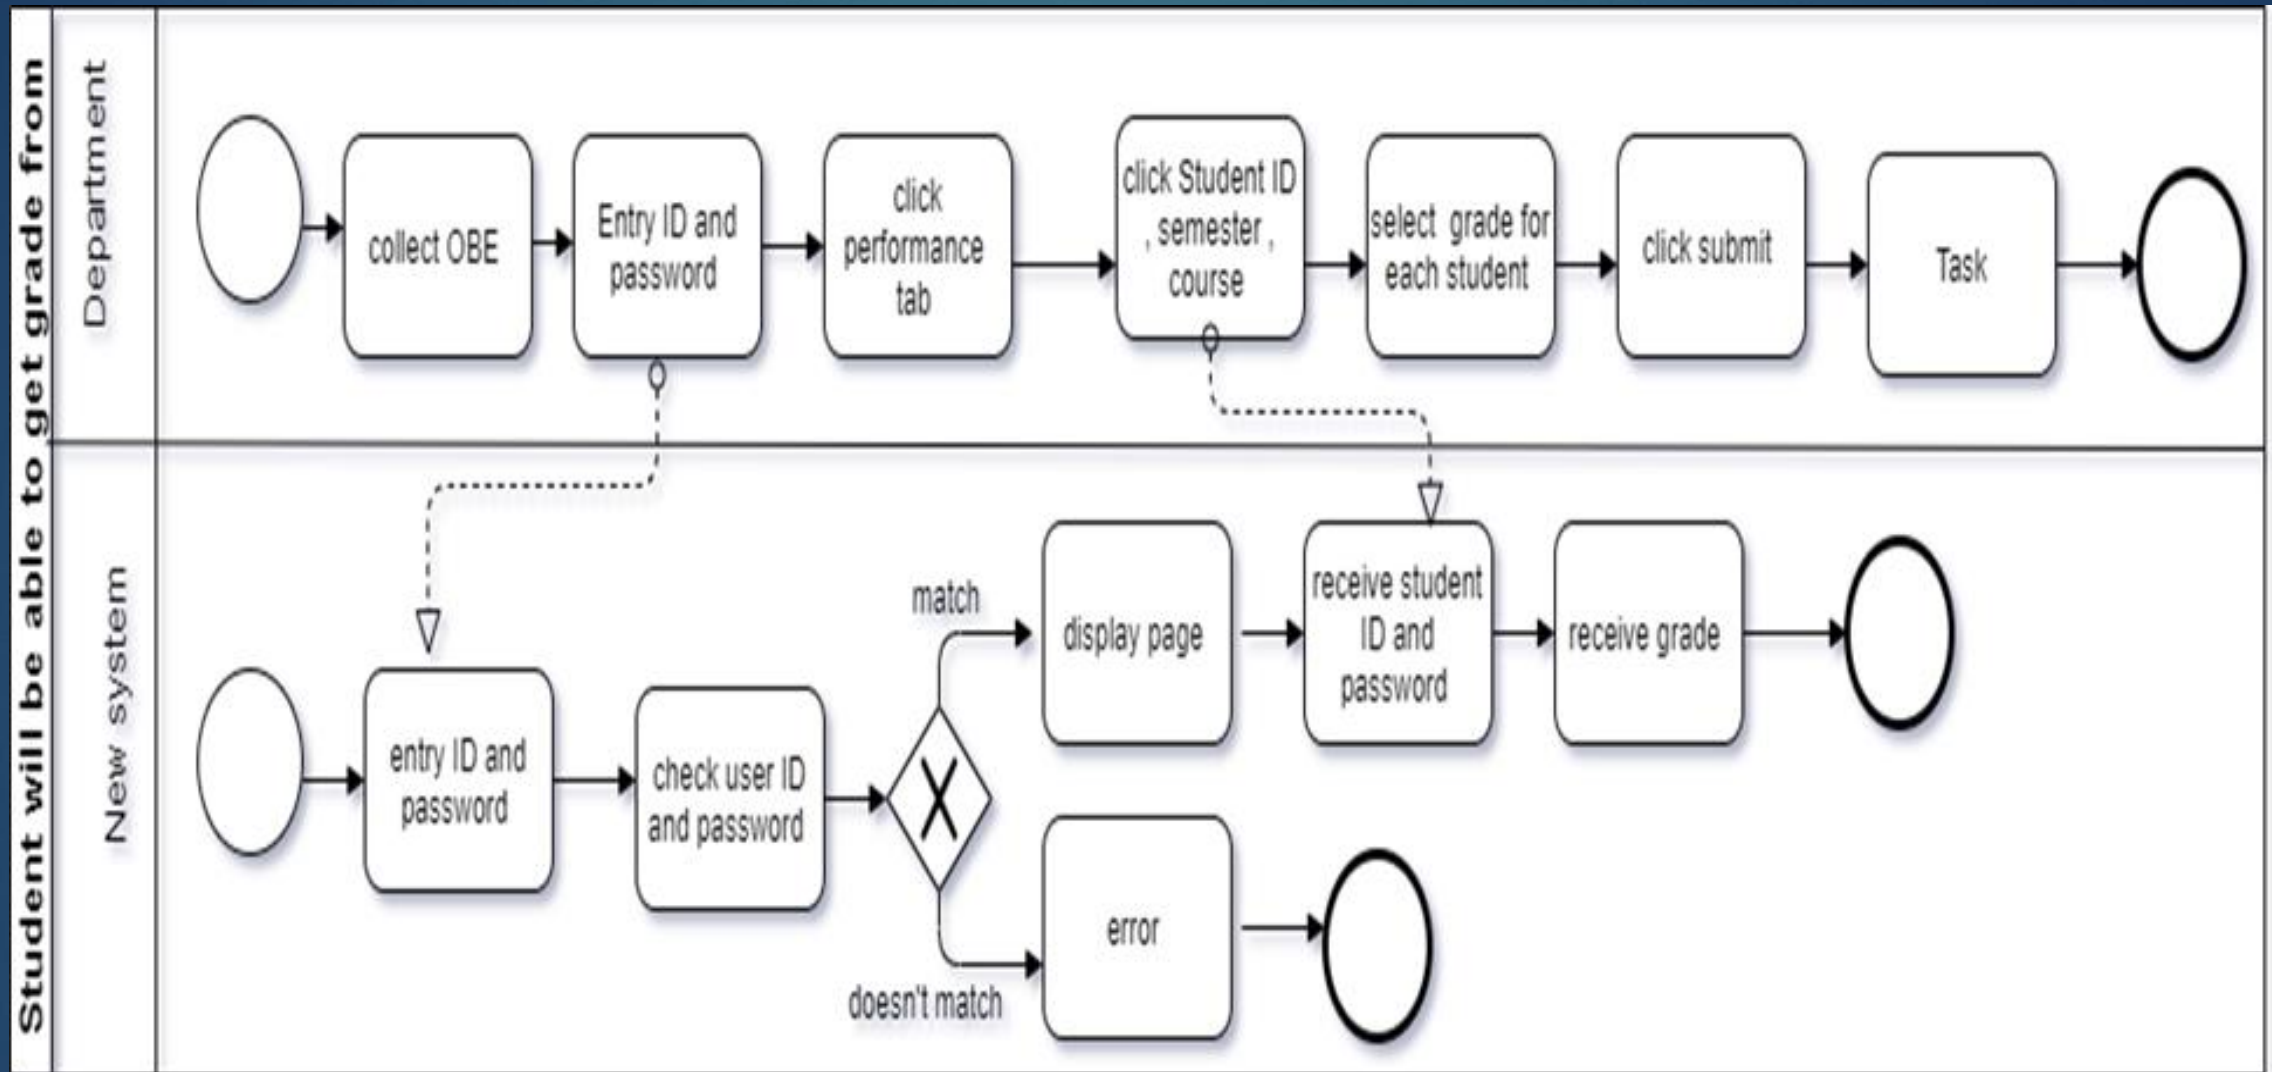 Student will be able to get grade from
Department
collect OBE
Entry ID and
password
click
performance
tab
click Student ID
, semester ,
course
select grade for
each student
click submit
Task
New system
entry ID and
password
check user ID
and password
match
doesn't match
display page
receive student
ID and
password
receive grade
error